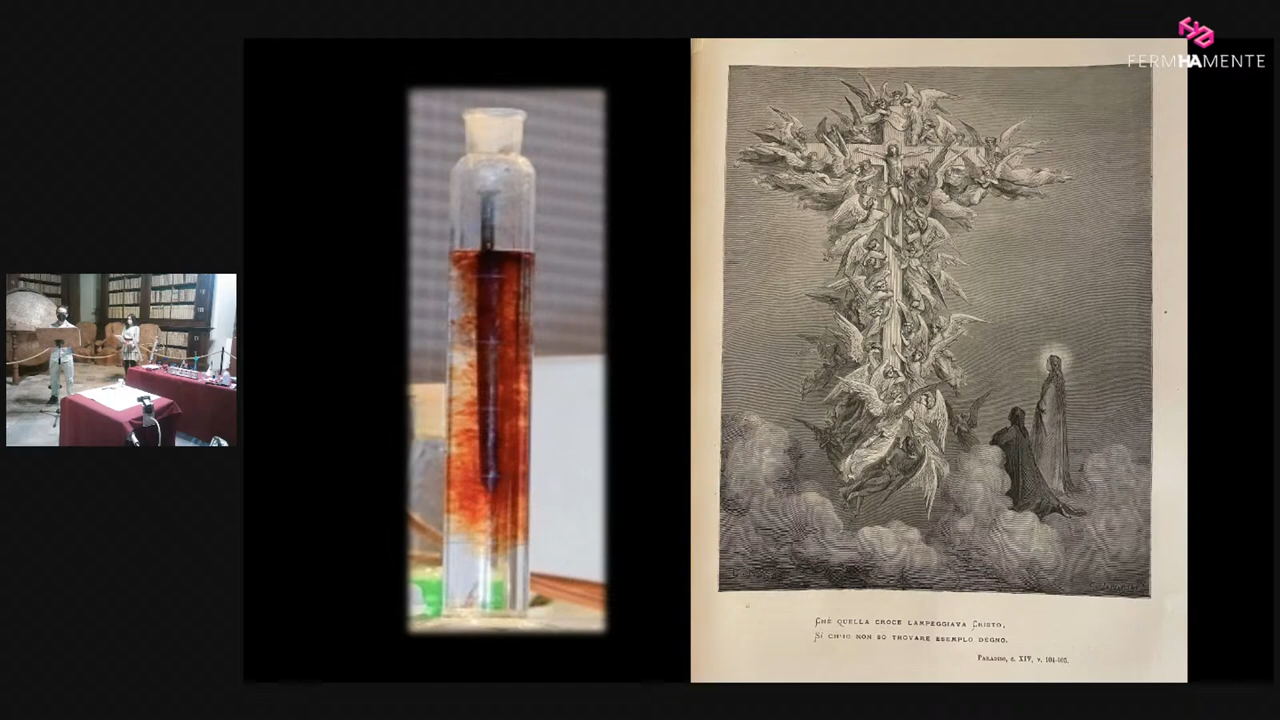 FERMHAMENTE
CHÈ QUELLA CROCE LAMPEGGIAVA CRISTO,
SÌ CH'IO NON SO TROVARE ESEMPLO DEGNO.
PARADISO, c. XIV, v. 104-105.